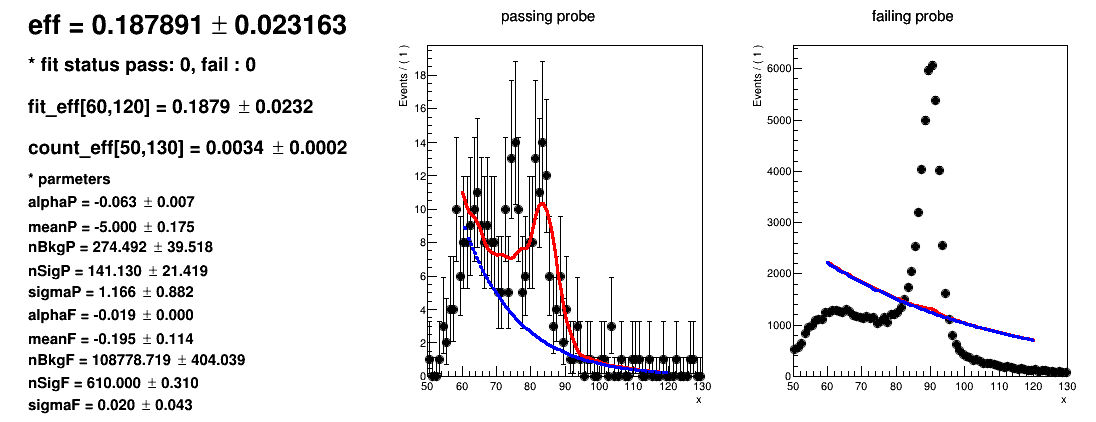 eff = 0.187891 ± 0.023163
* fit status pass: 0, fail : 0
fit_eff[60,120] = 0.1879 ± 0.0232
count_eff[50,130] = 0.0034 ± 0.0002
* parmeters
alphaP = -0.063 ± 0.007
meanP = -5.000 ± 0.175
nBkgP = 274.492 ± 39.518
nSigP = 141.130 ± 21.419
sigmaP = 1.166 ± 0.882
alphaF = -0.019 ± 0.000
meanF = -0.195 ± 0.114
nBkgF = 108778.719 ± 404.039
nSigF = 610.000 ± 0.310
sigmaF = 0.020 ± 0.043
passing probe
Events / ( 1 )
18
16
14
12
10
8
6
4
2
0
50 60 70 80 90 100 110 120 130
x
failing probe
Events / ( 1 )
6000
5000
4000
3000
2000
1000
0
50 60 70 80 90 100 110 120 130
x